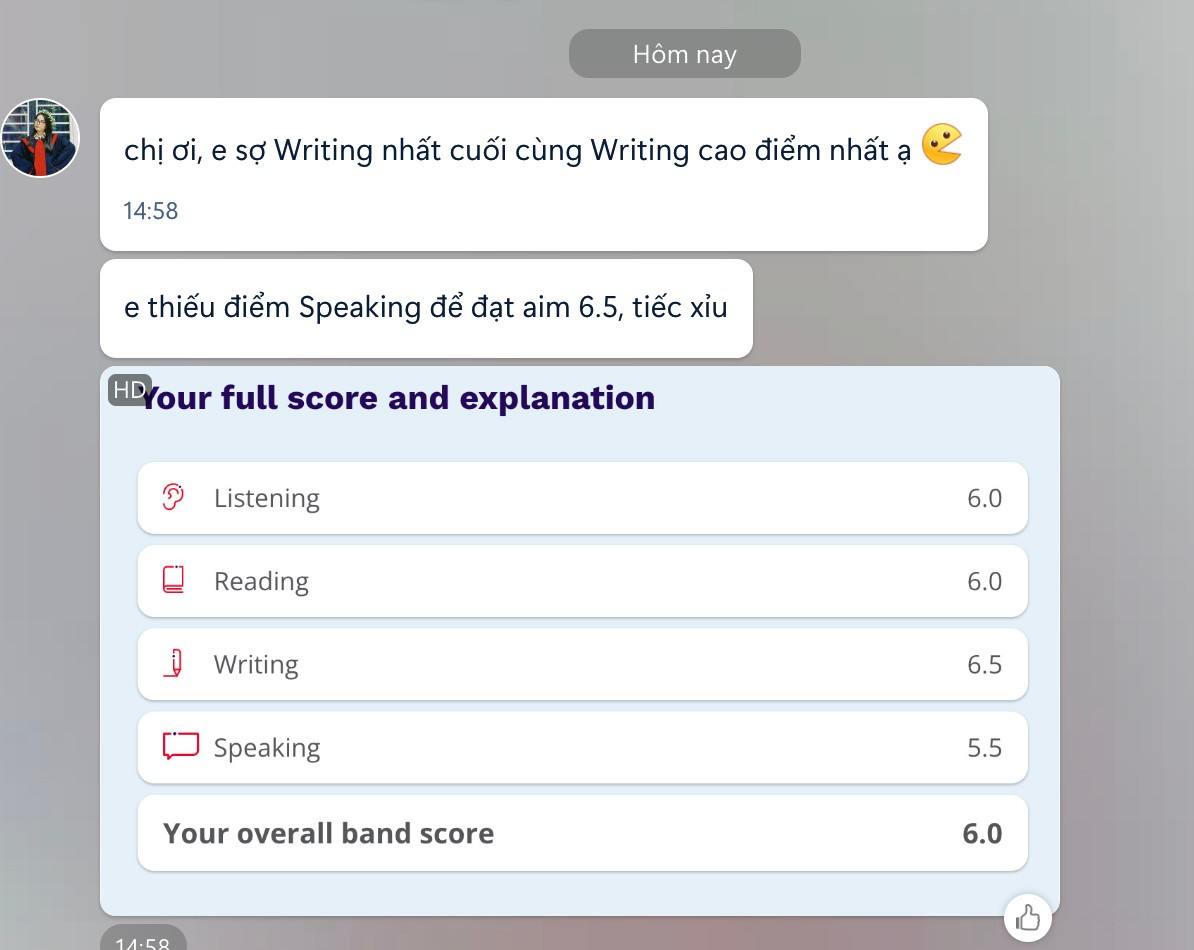 Hôm nay
chị ơi, e sợ Writing nhất cuối cùng Writing cao điểm nhất ạ
14:58
e thiếu điểm Speaking để đạt aim 6.5, tiếc xỉu
HD
Your full score and explanation
Listening 6.0
Reading 6.0
Writing 6.5
Speaking 5.5
Your overall band score 6.0
14:58